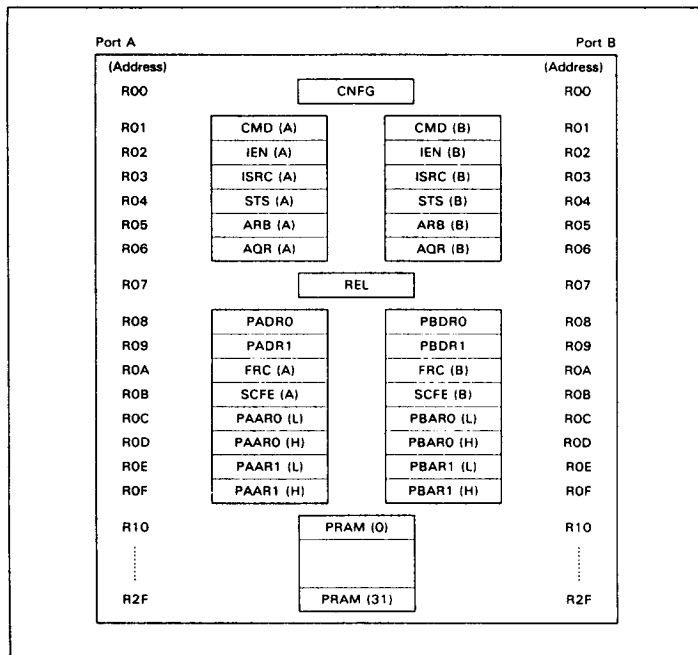 Port A Port B
(Address) (Address)
R00 CNFG R00
R01 CMD (A) CMD (B) R01
R02 IEN (A) IEN (B) R02
R03 ISRC (A) ISRC (B) R03
R04 STS (A) STS (B) R04
R05 ARB (A) ARB (B) R05
R06 AQR (A) AQR (B) R06
R07 REL R07
R08 PADR0 PBDR0 R08
R09 PADR1 PBDR1 R09
R0A FRC (A) FRC (B) R0A
R0B SCFE (A) SCFE (B) R0B
R0C PAAR0 (L) PBAR0 (L) R0C
R0D PAAR0 (H) PBAR0 (H) R0D
R0E PAAR1 (L) PBAR1 (L) R0E
R0F PAAR1 (H) PBAR1 (H) R0F
R10 PRAM (0) R10
R2F PRAM (31) R2F